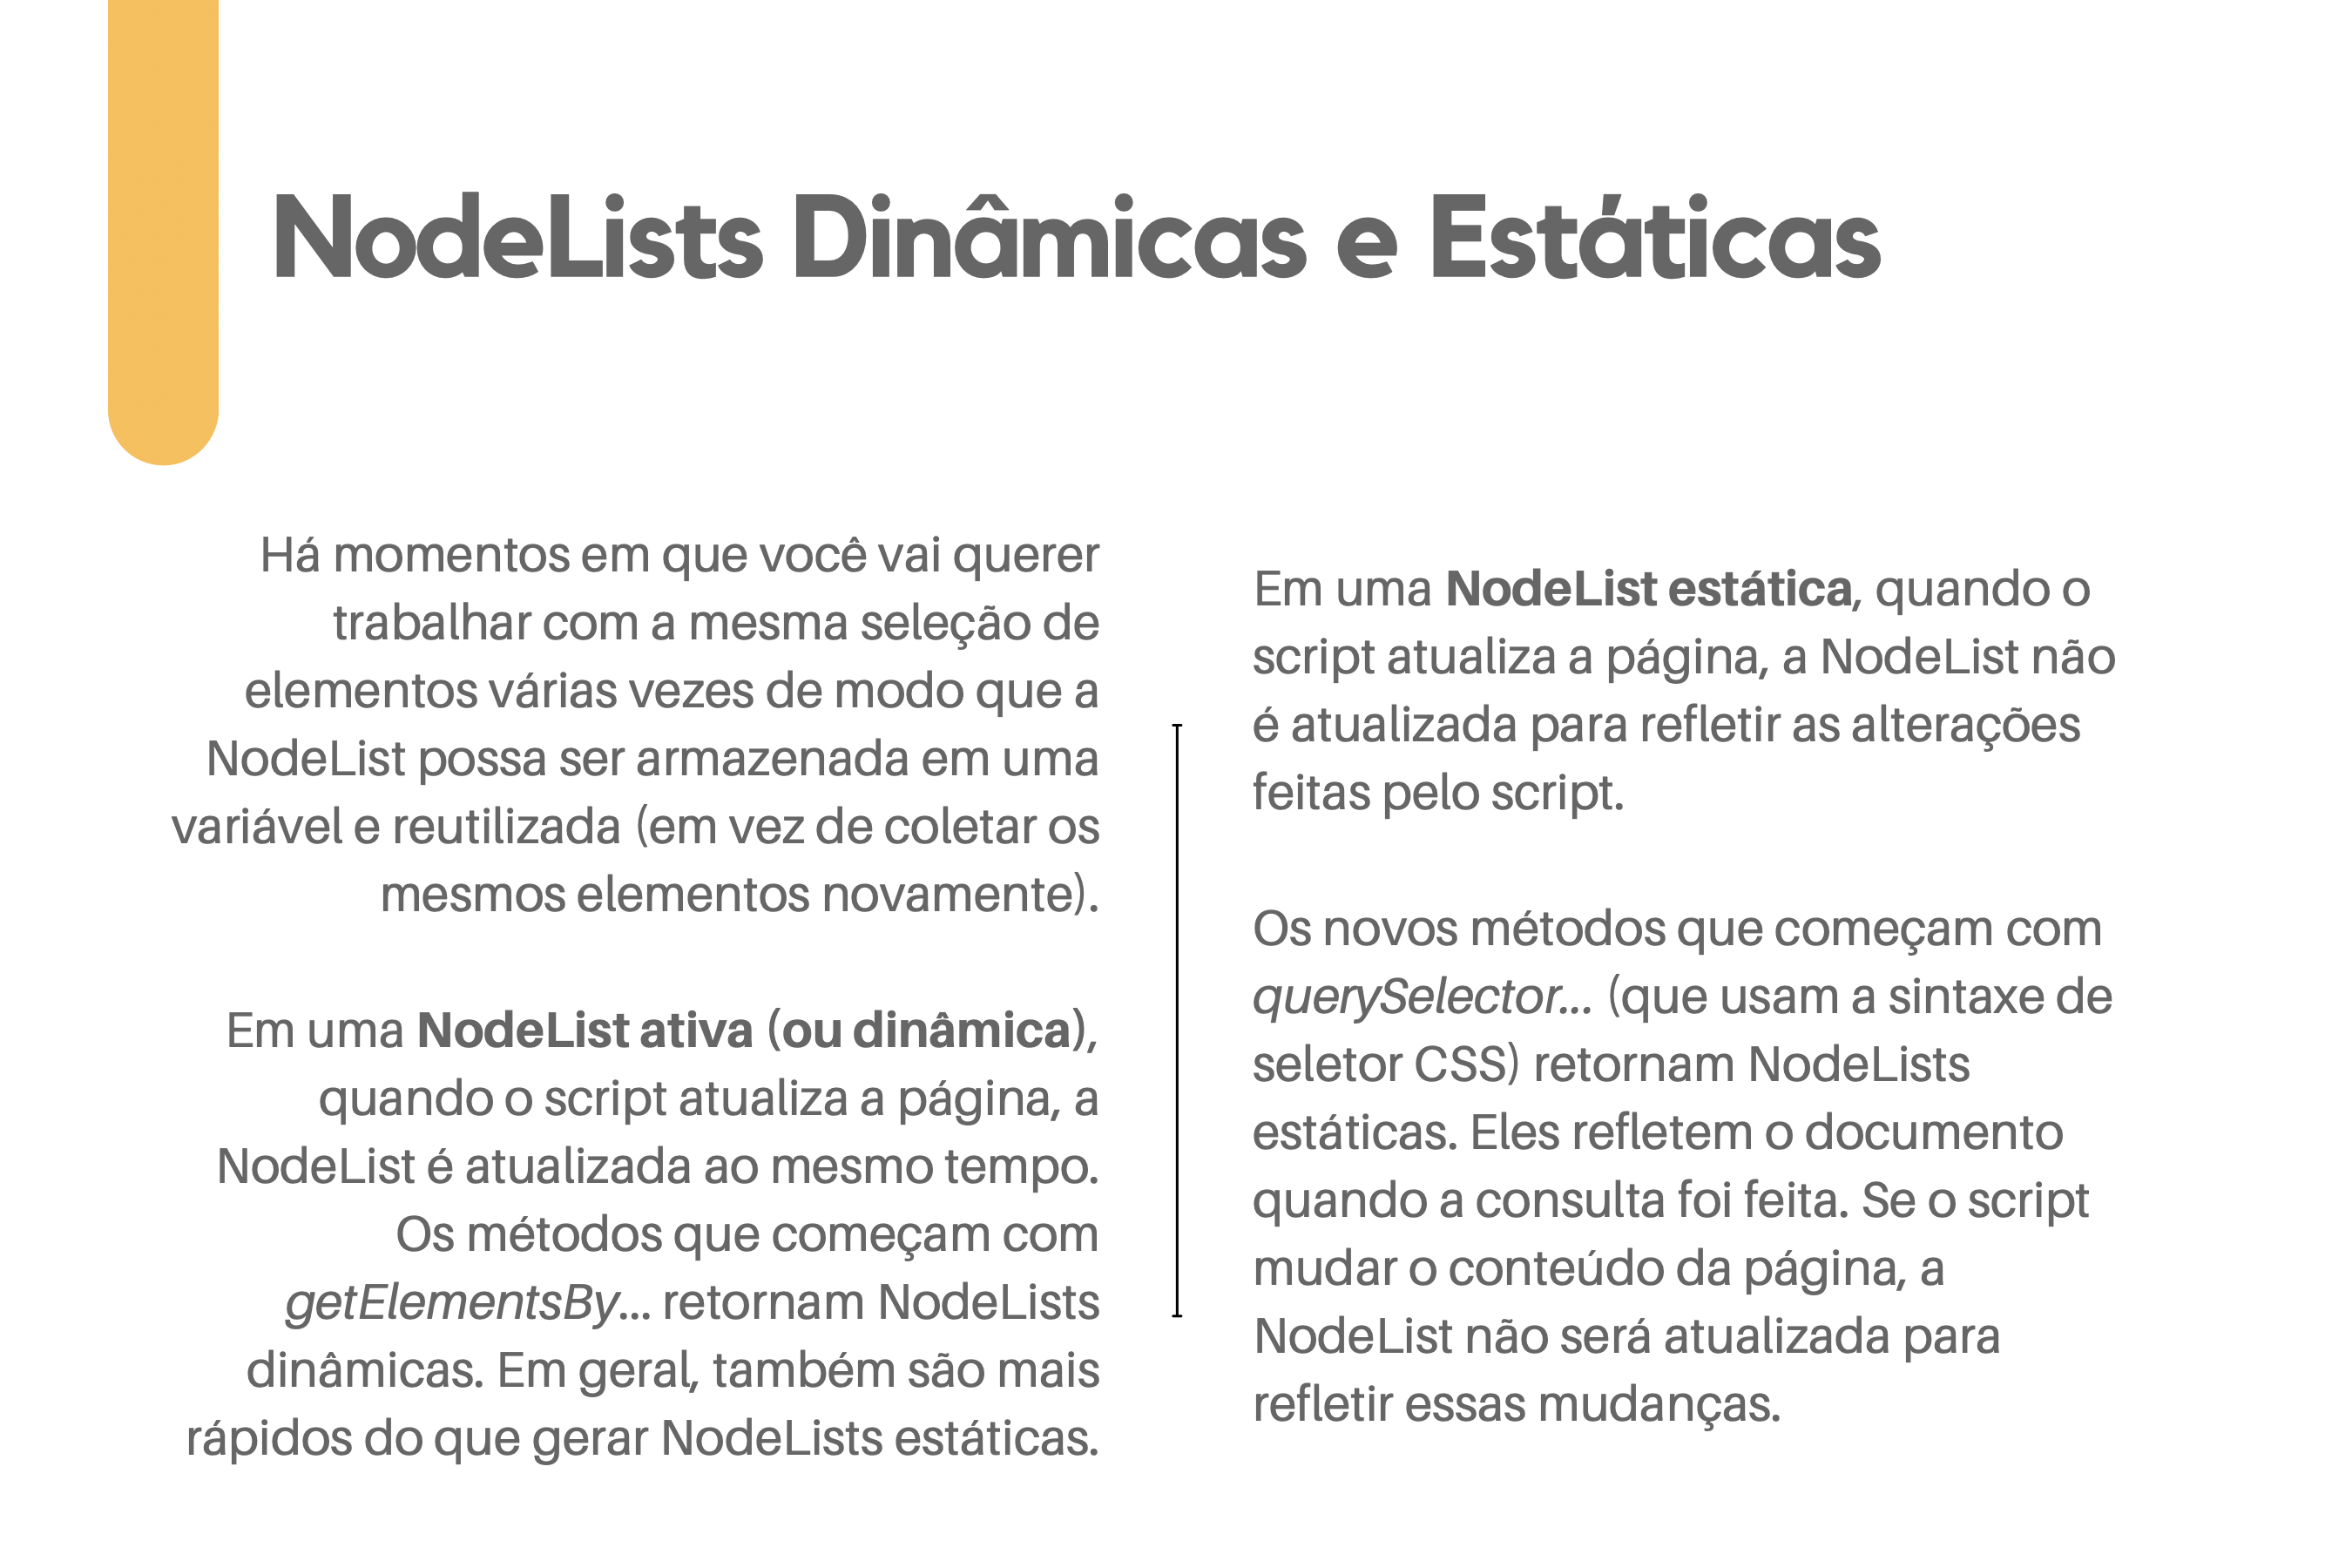 NodeLists Dinâmicas e Estáticas
Há momentos em que você vai querer
trabalhar com a mesma seleção de
elementos várias vezes de modo que a
NodeList possa ser armazenada em uma
variável e reutilizada (em vez de coletar os
mesmos elementos novamente).
Em uma NodeList ativa (ou dinâmica),
quando o script atualiza a página, a
NodeList é atualizada ao mesmo tempo.
Os métodos que começam com
getElementsBy... retornam NodeLists
dinâmicas. Em geral, também são mais
rápidos do que gerar NodeLists estáticas.
Em uma NodeList estática, quando o
script atualiza a página, a NodeList não
é atualizada para refletir as alterações
feitas pelo script.
Os novos métodos que começam com
querySelector... (que usam a sintaxe de
seletor CSS) retornam NodeLists
estáticas. Eles refletem o documento
quando a consulta foi feita. Se o script
mudar o conteúdo da página, a
NodeList não será atualizada para
refletir essas mudanças.